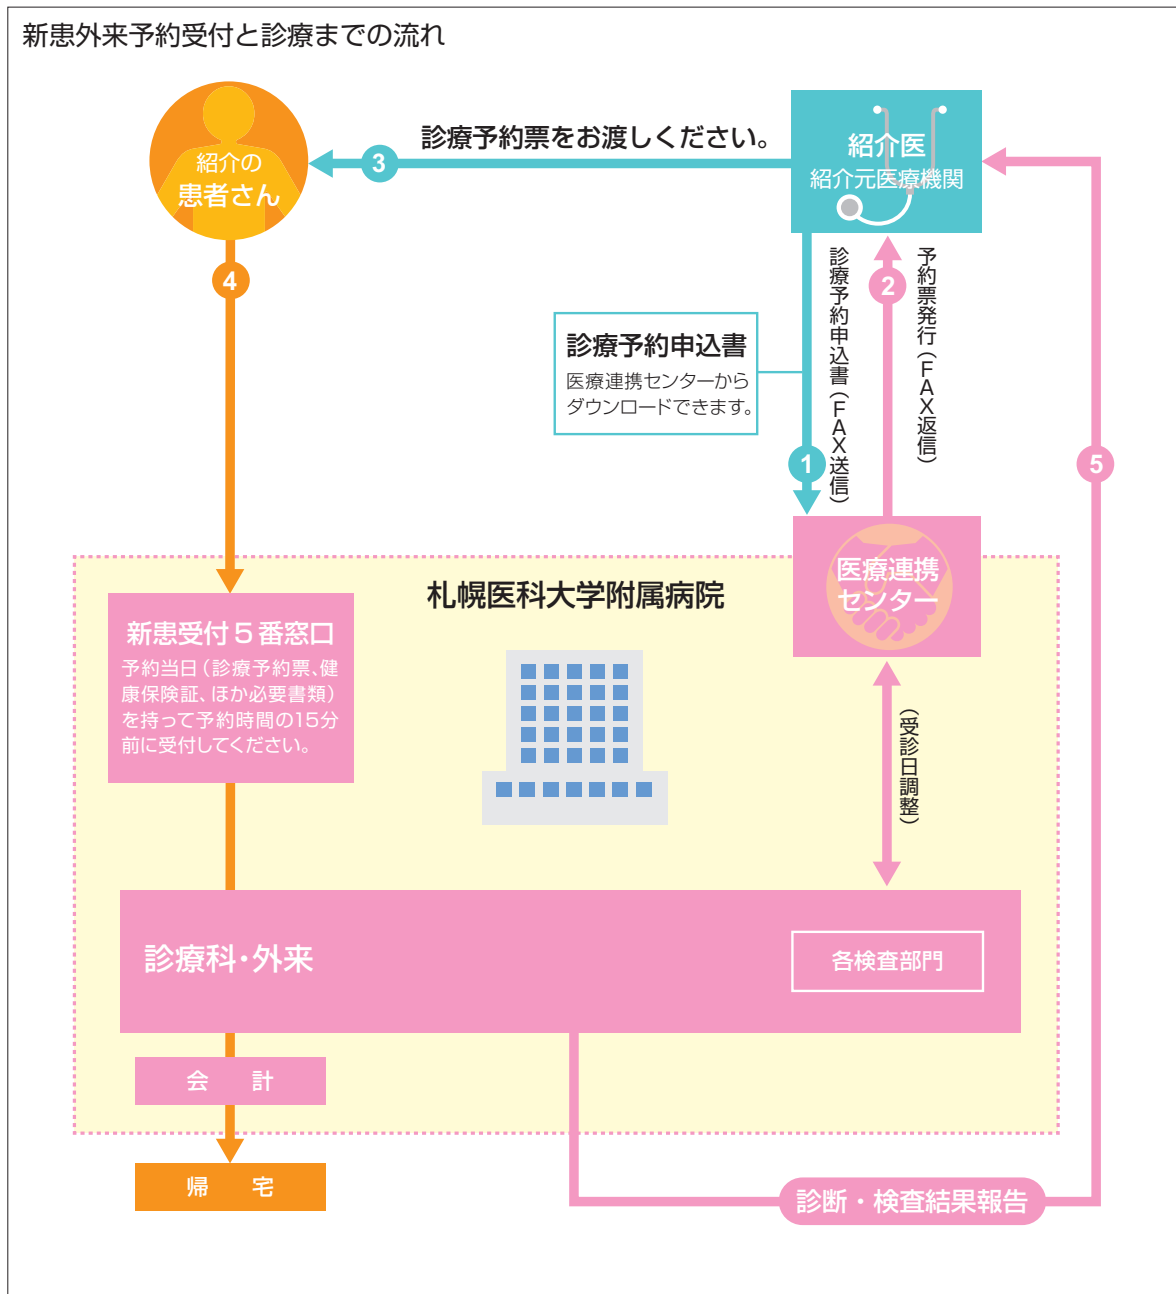 新患外来予約受付と診療までの流れ
診療予約票をお渡しください。
3
紹介の
患者さん
紹介医
紹介元医療機関
4
診療予約申込書
医療連携センターから
ダウンロードできます。
診療予約申込書(FAX送信)
1
2
予約票発行(FAX返信)
5
医療連携
センター
札幌医科大学附属病院
新患受付5番窓口
予約当日(診療予約票、健
康保険証、ほか必要書類)
を持って予約時間の15分
前に受付してください。
(受診日調整)
診療科・外来
各検査部門
会 計
帰 宅
診断・検査結果報告